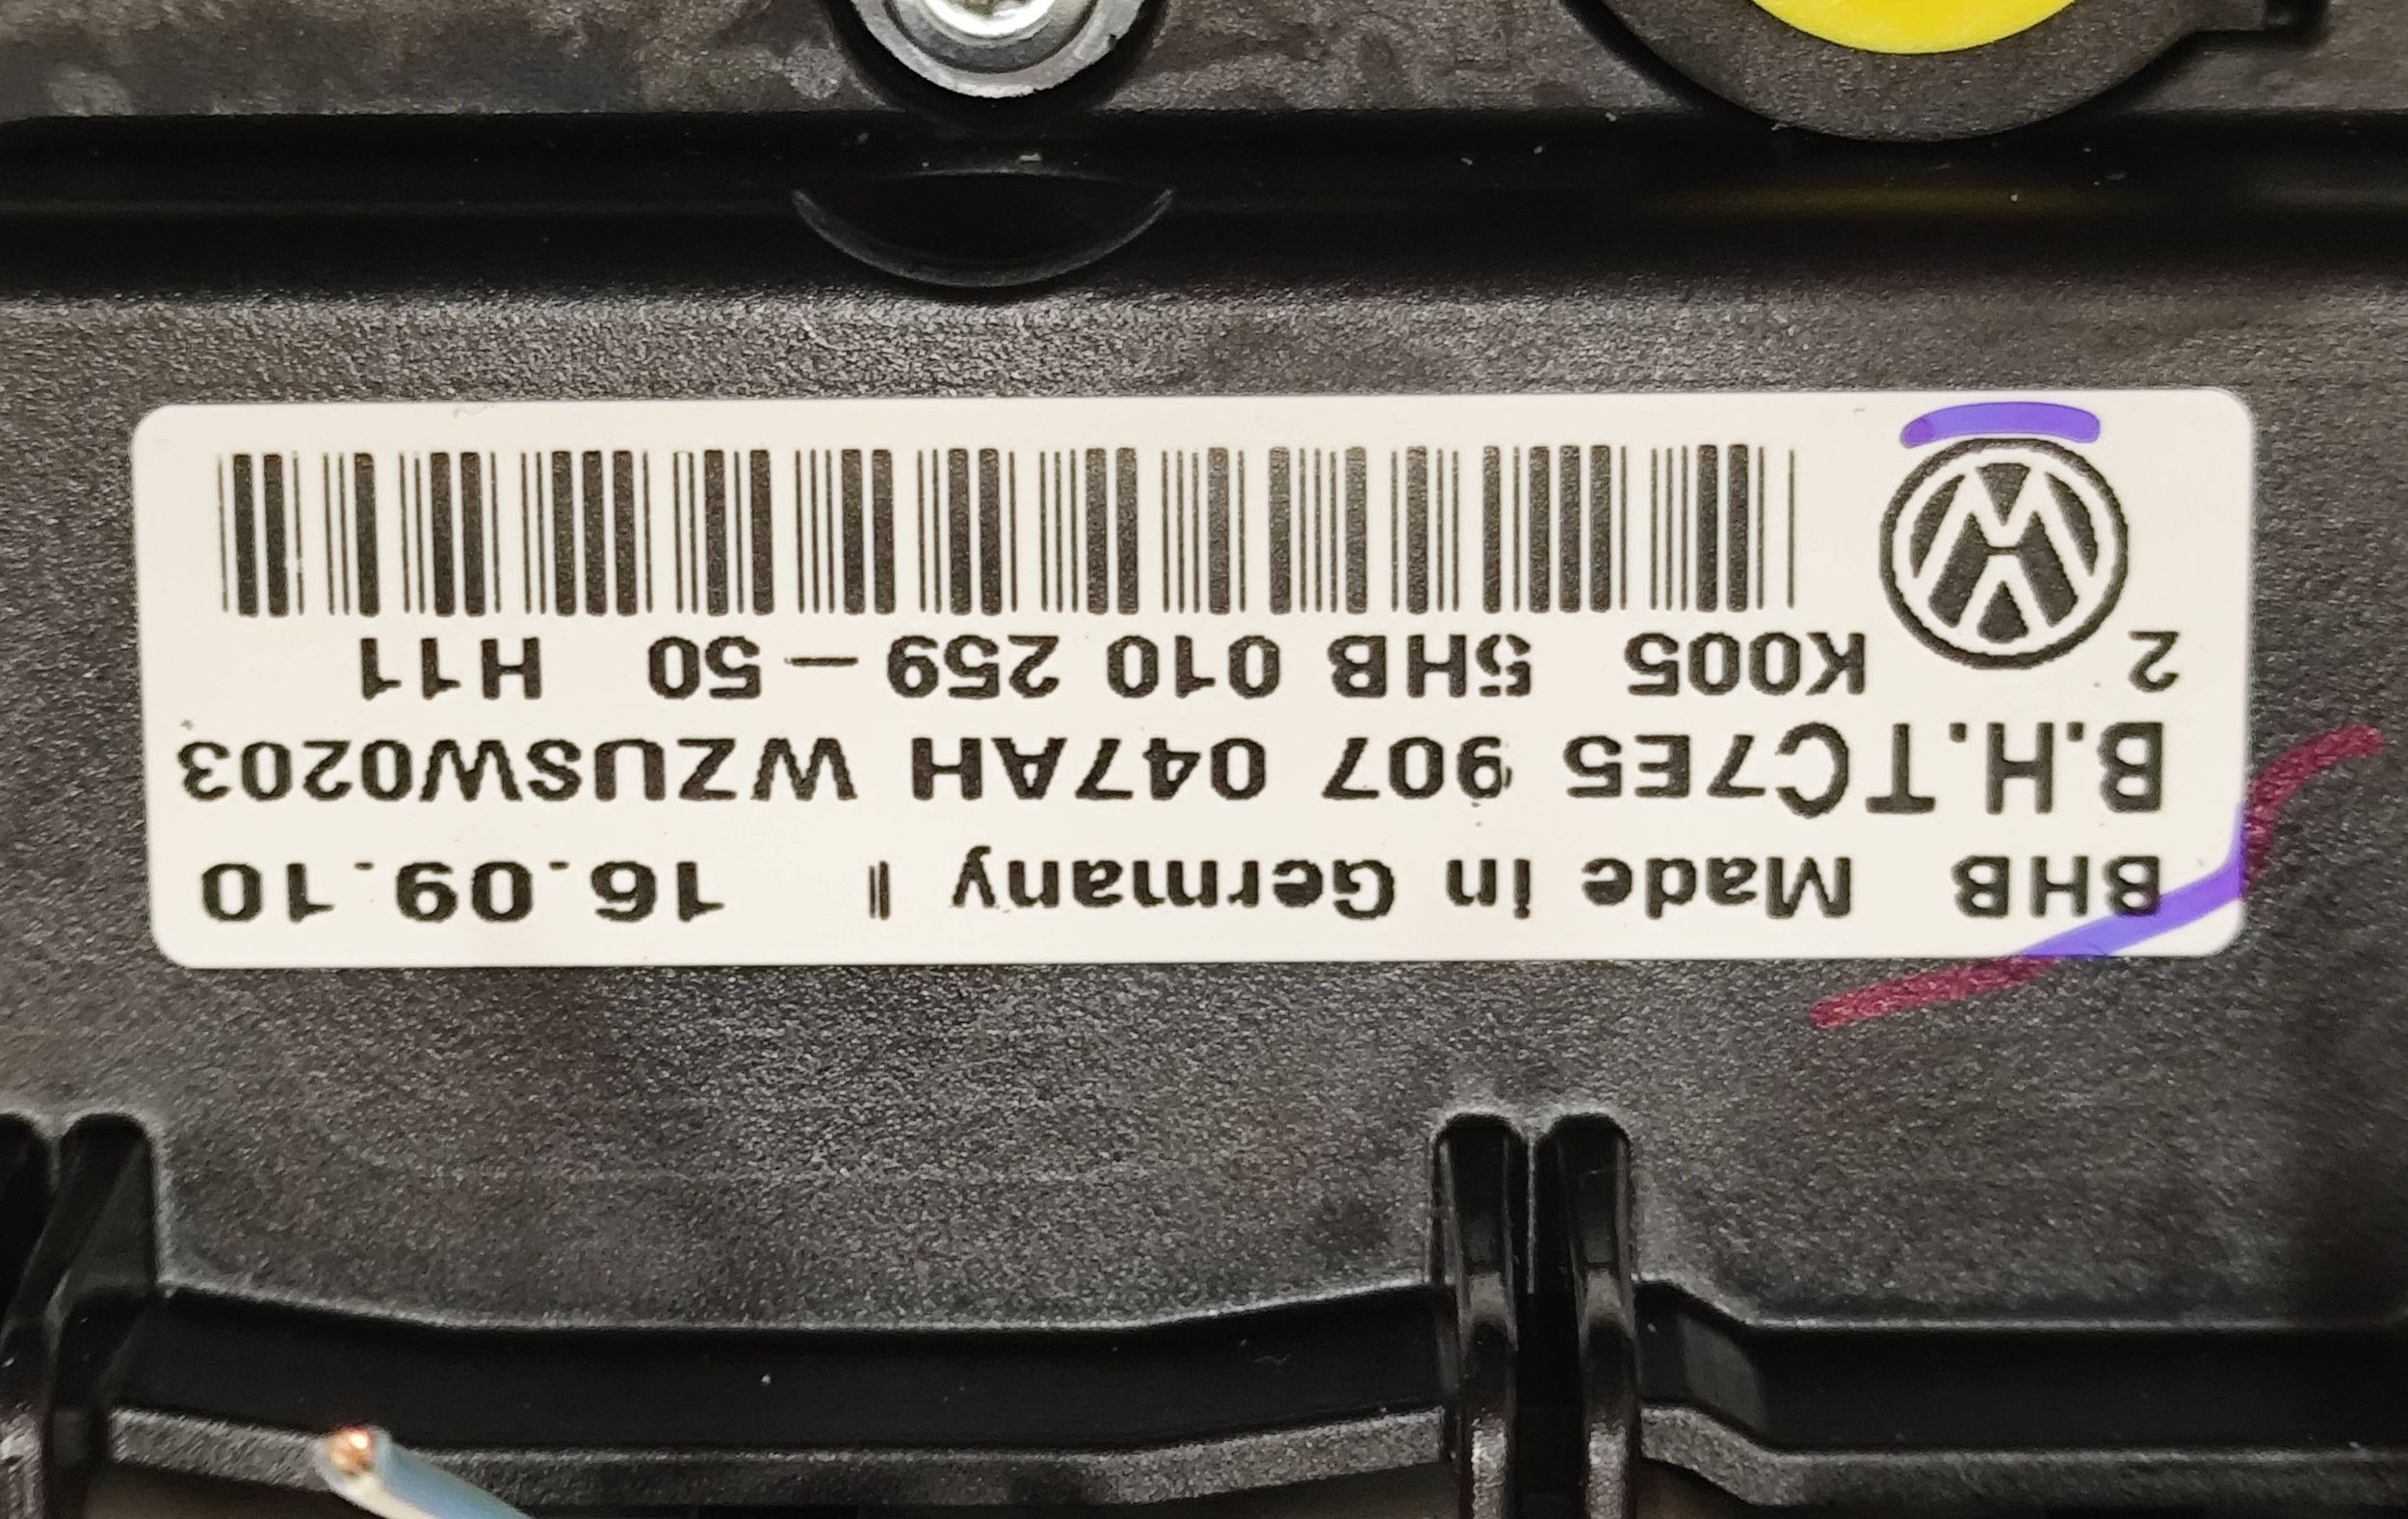 BHB Made in Germany || 16.09.10
B.H.TC7E5 907 047AH WZUSW0203
2 K005 5HB 010 259-50 H11